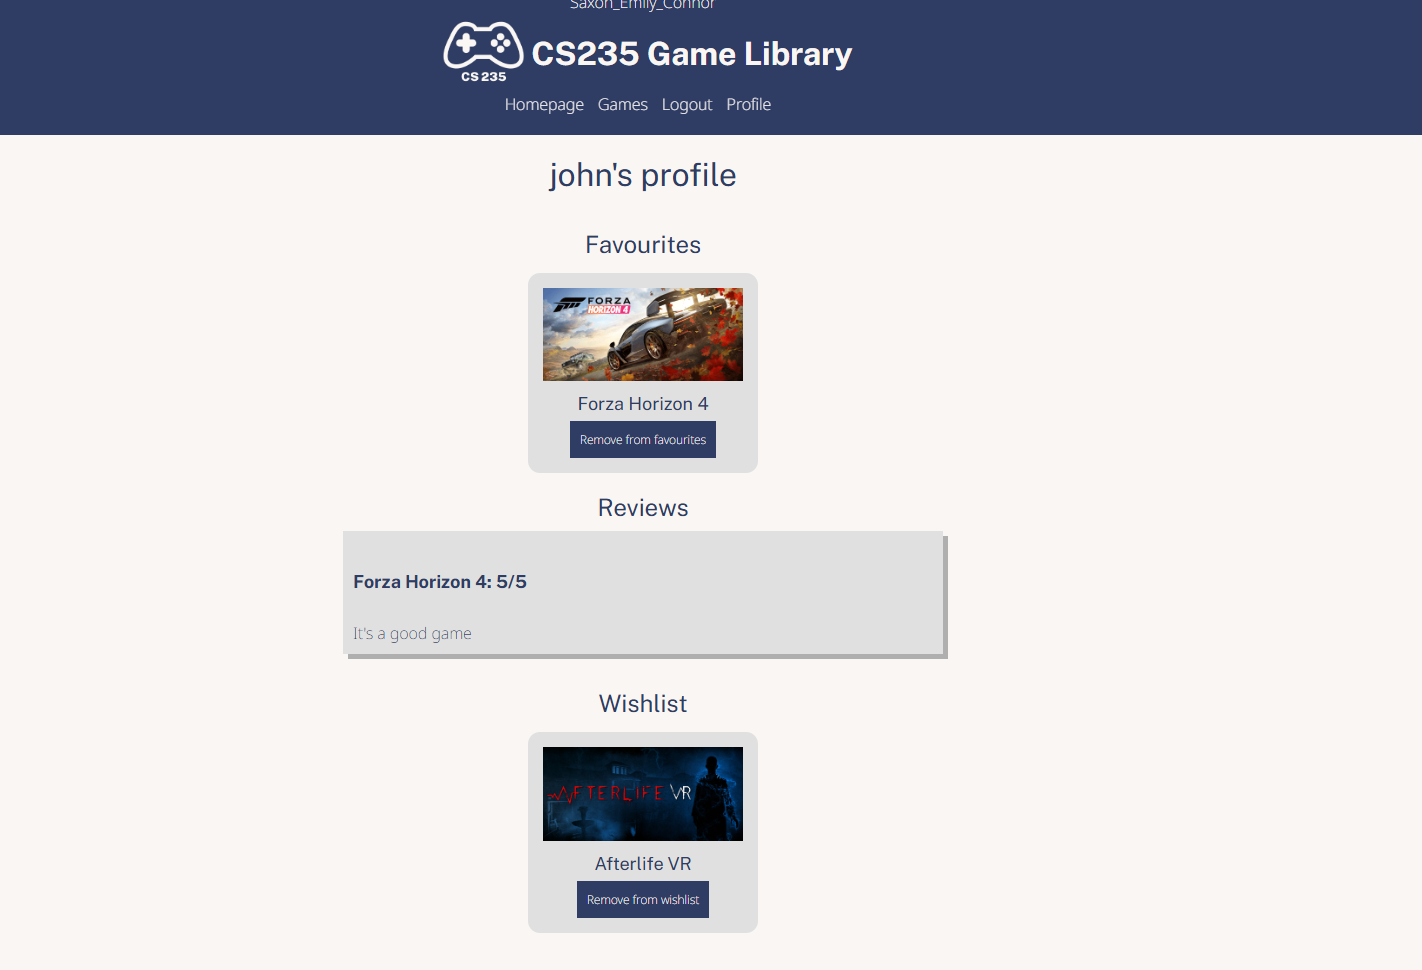 Saxon_Emily_Connor
CS 235
CS235 Game Library
Homepage Games Logout Profile
john's profile
Favourites
FORZA
HORIZON 4
Forza Horizon 4
Remove from favourites
Reviews
Forza Horizon 4: 5/5
It's a good game
Wishlist
AFTERLIFE VR
Afterlife VR
Remove from wishlist